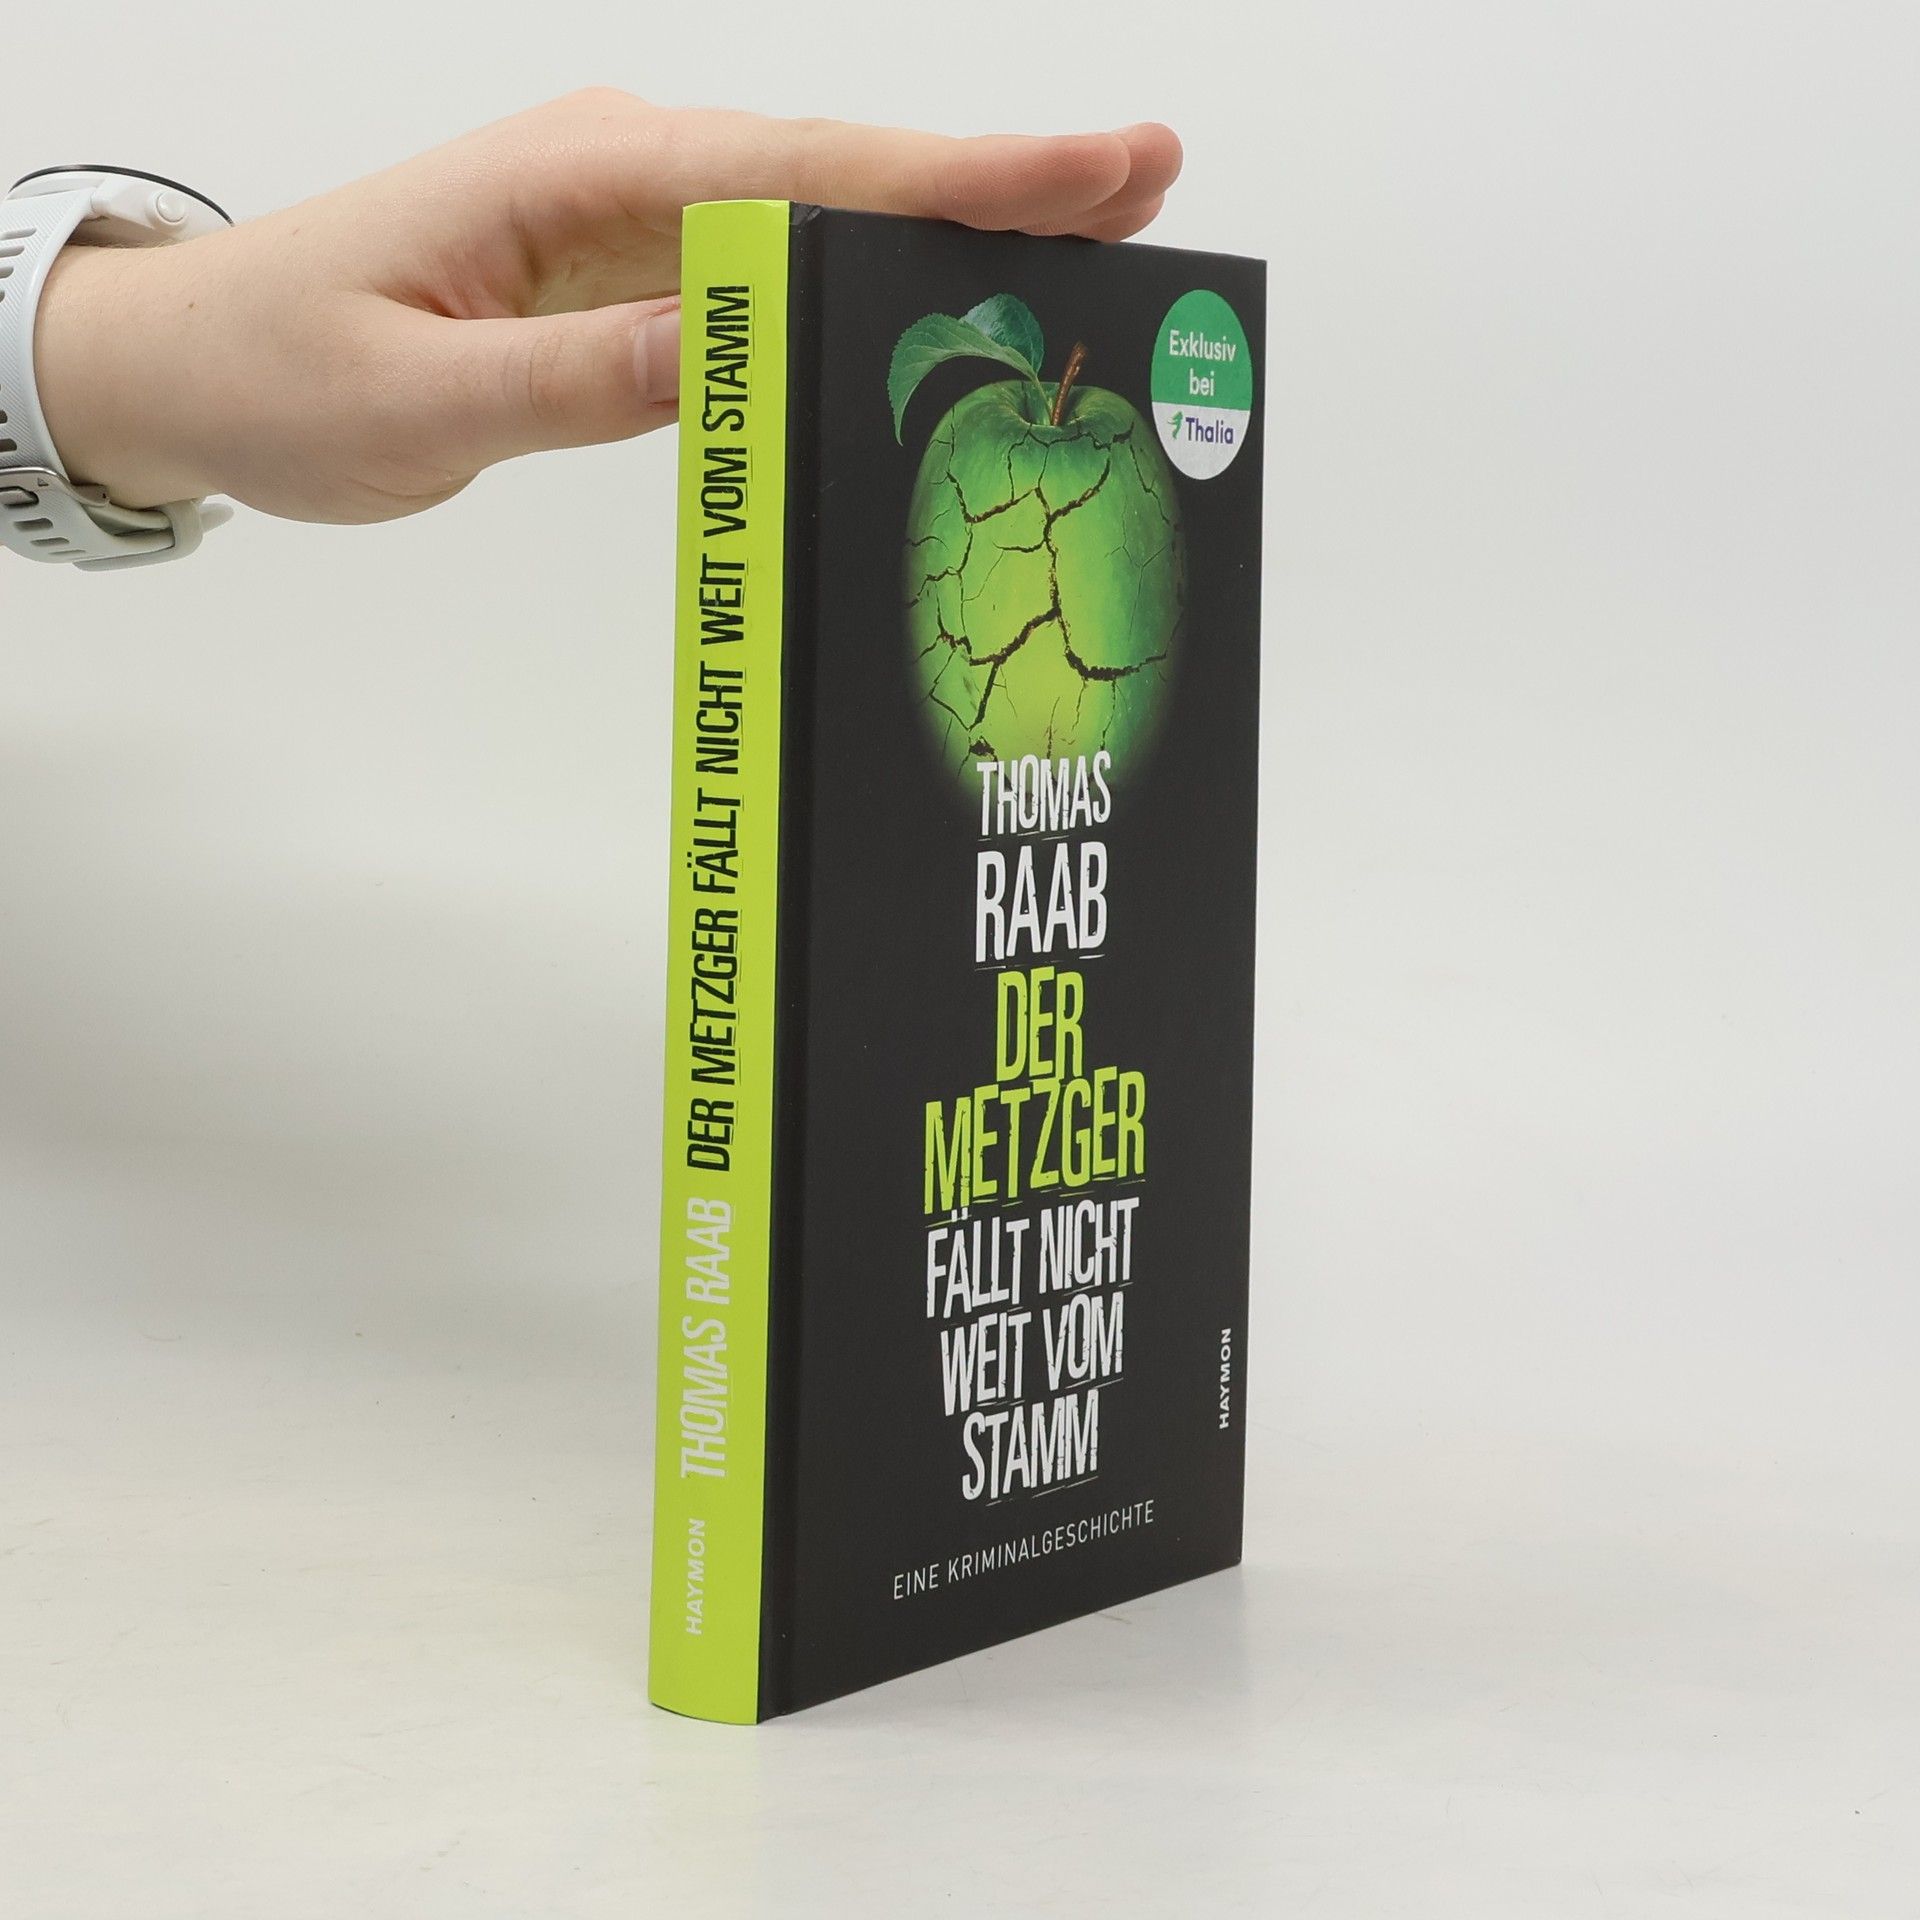 THOMAS RAAB DER METZGER FÄLLT NICHT WEIT VOM STAMM
HAYMON
Exklusiv
bei
Thalia
THOMAS
RAAB
DER
METZGER
FÄLLT NICHT
WEIT VOM
STAMM
EINE KRIMINALGESCHICHTE
HAYMON